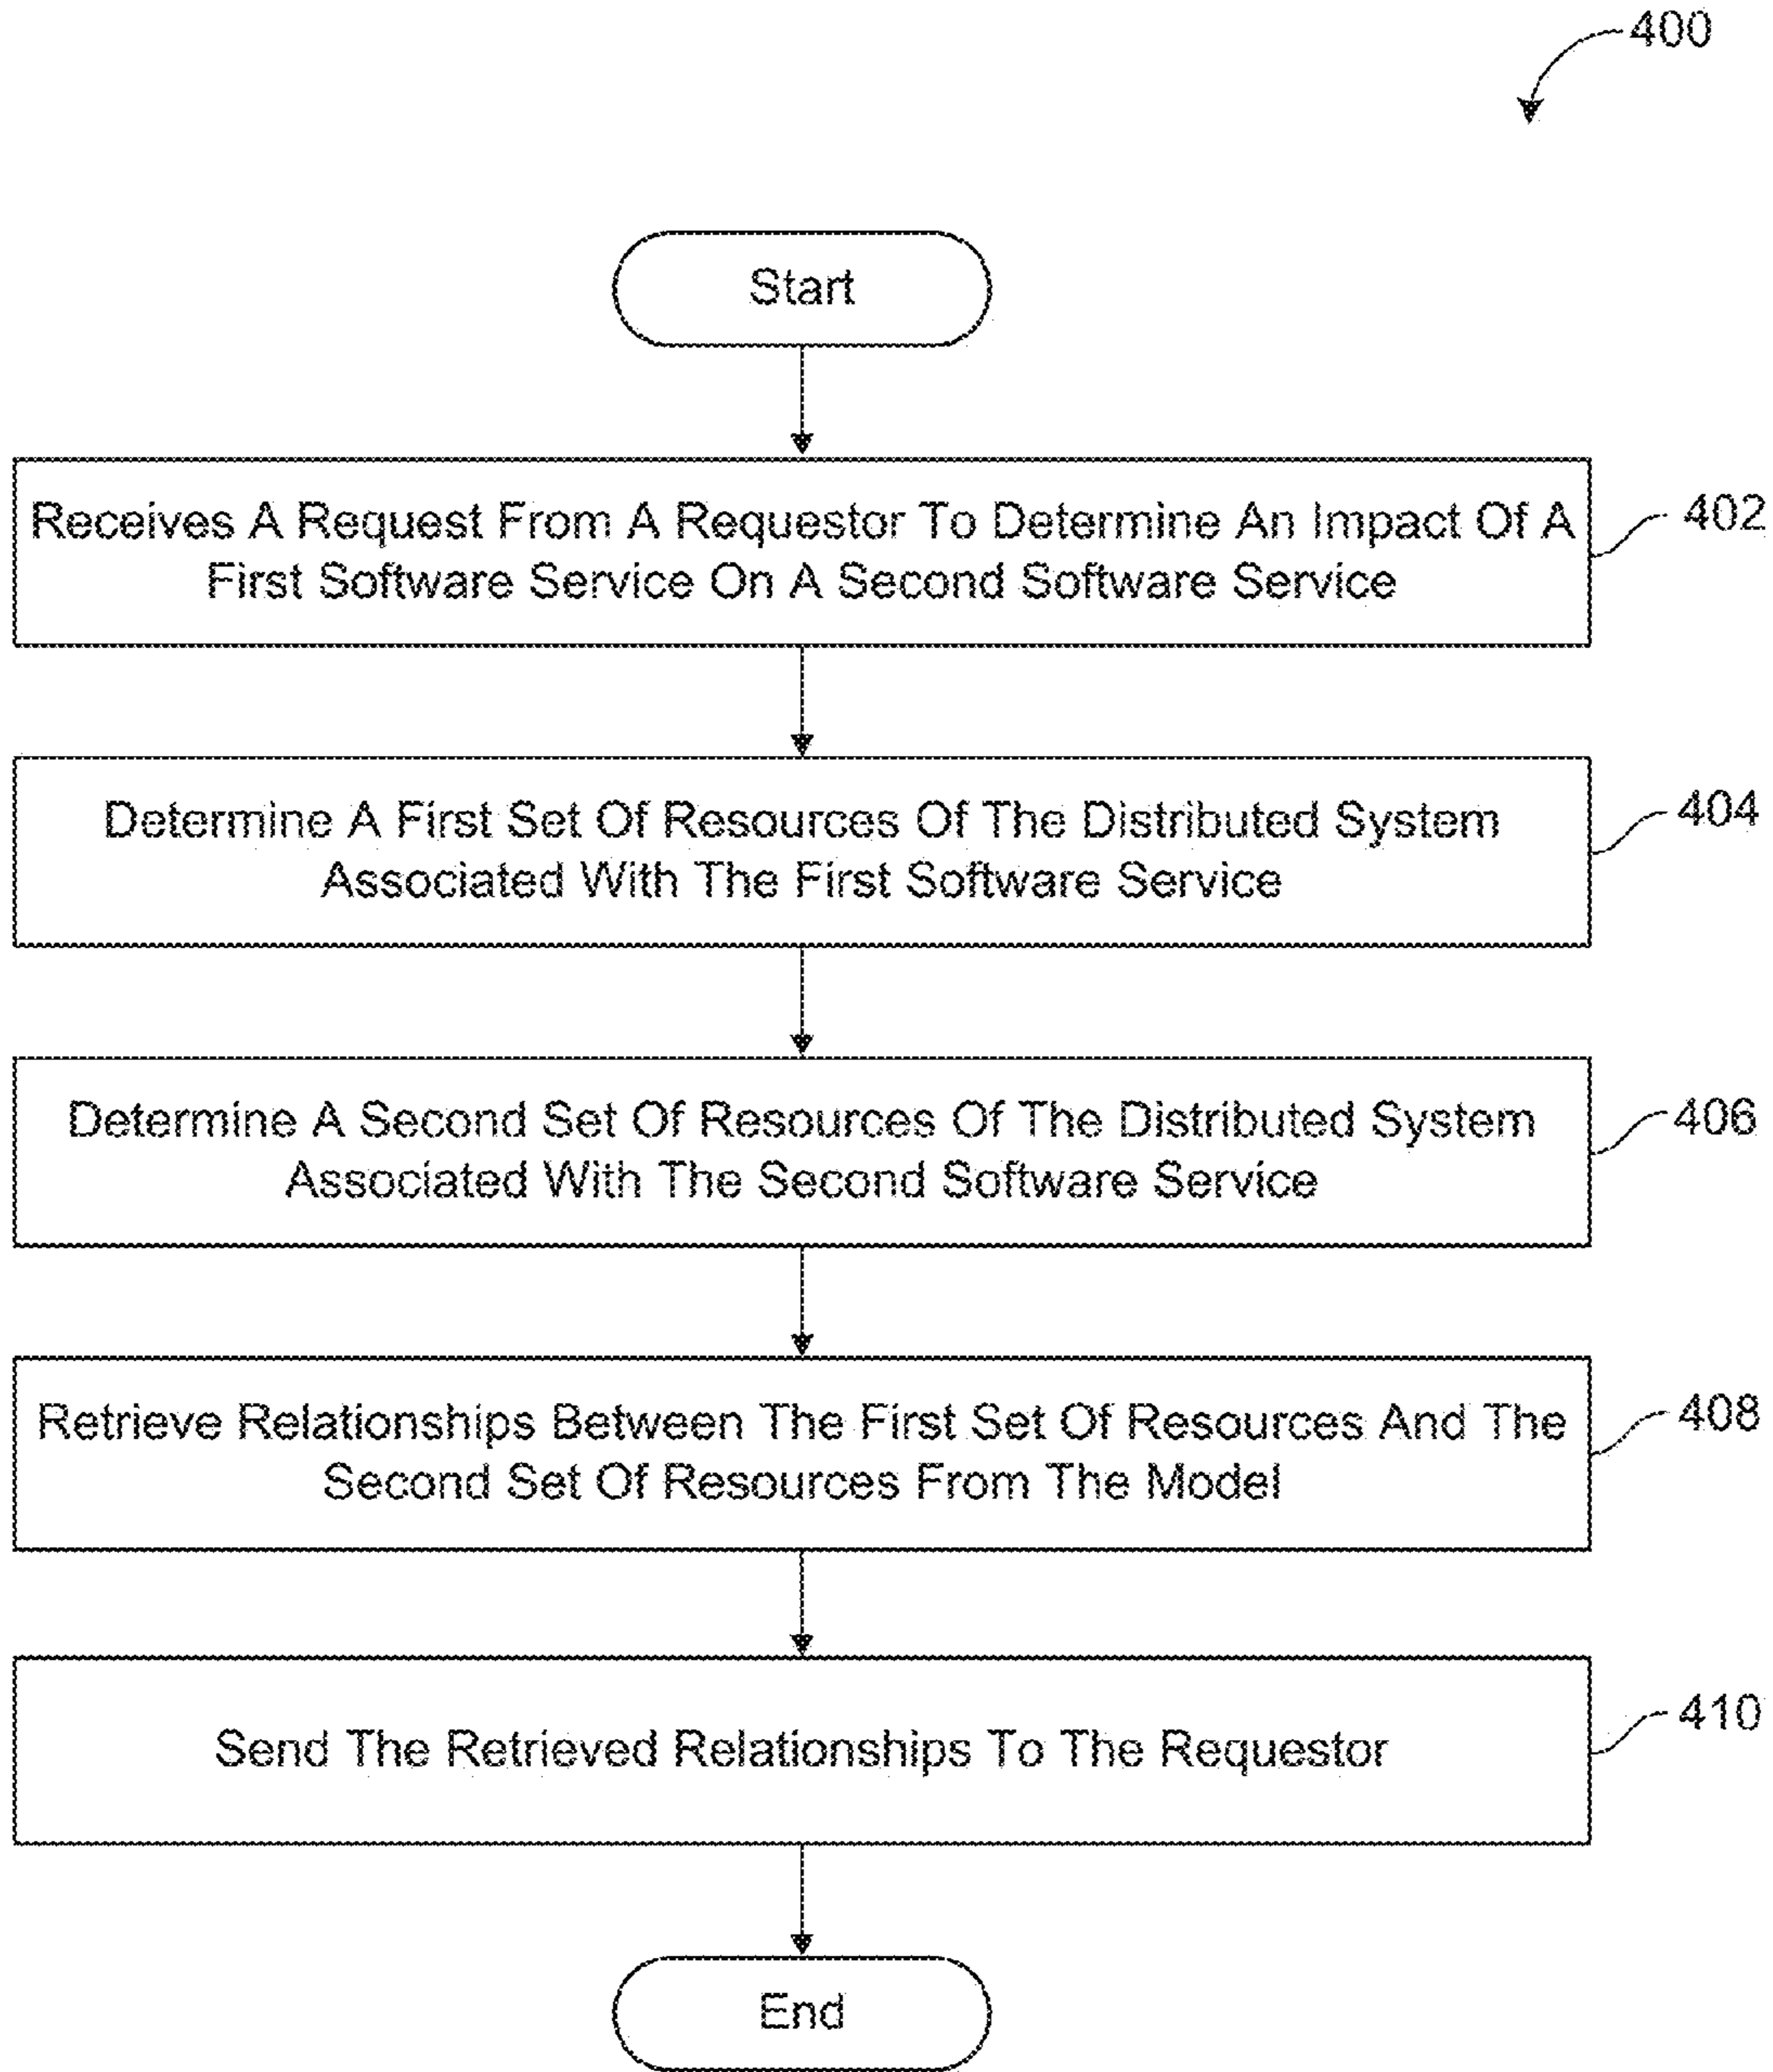 400
Start
Receives A Request From A Requestor To Determine An Impact Of A
First Software Service On A Second Software Service
402
Determine A First Set Of Resources Of The Distributed System
Associated With The First Software Service
404
Determine A Second Set Of Resources Of The Distributed System
Associated With The Second Software Service
406
Retrieve Relationships Between The First Set Of Resources And The
Second Set Of Resources From The Model
408
Send The Retrieved Relationships To The Requestor
410
End